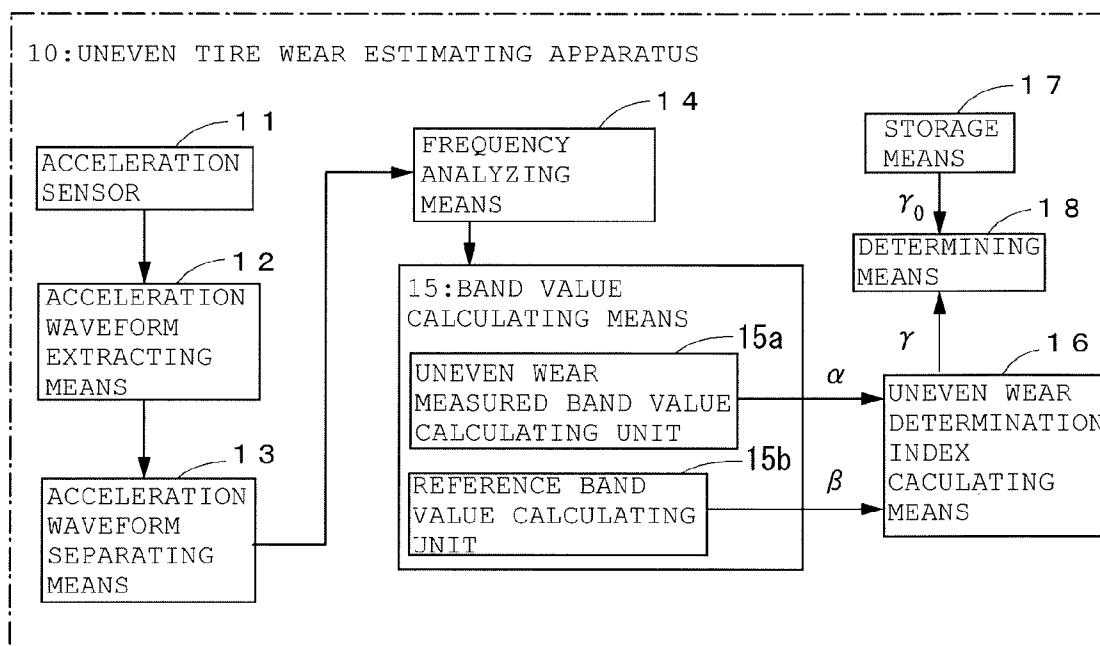 10:UNEVEN TIRE WEAR ESTIMATING APPARATUS
11
ACCELERATION
SENSOR
12
ACCELERATION
WAVEFORM
EXTRACTING
MEANS
13
ACCELERATION
WAVEFORM
SEPARATING
MEANS
14
FREQUENCY
ANALYZING
MEANS
15:BAND VALUE
CALCULATING MEANS
15a
UNEVEN WEAR
MEASURED BAND VALUE
CALCULATING UNIT
15b
REFERENCE BAND
VALUE CALCULATING
UNIT
α
β
16
UNEVEN WEAR
DETERMINATION
INDEX
CACULATING
MEANS
γ
17
STORAGE
MEANS
γ₀
18
DETERMINING
MEANS